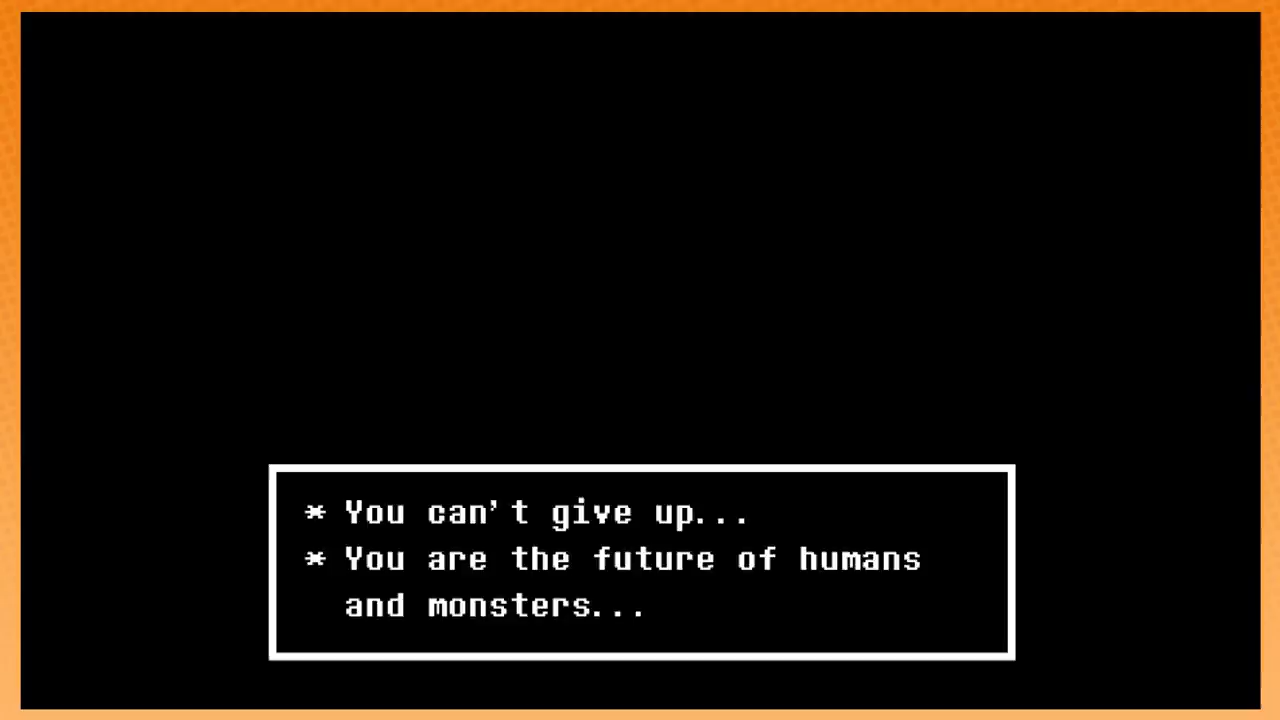 * You can't give up...
* You are the future of humans
and monsters...